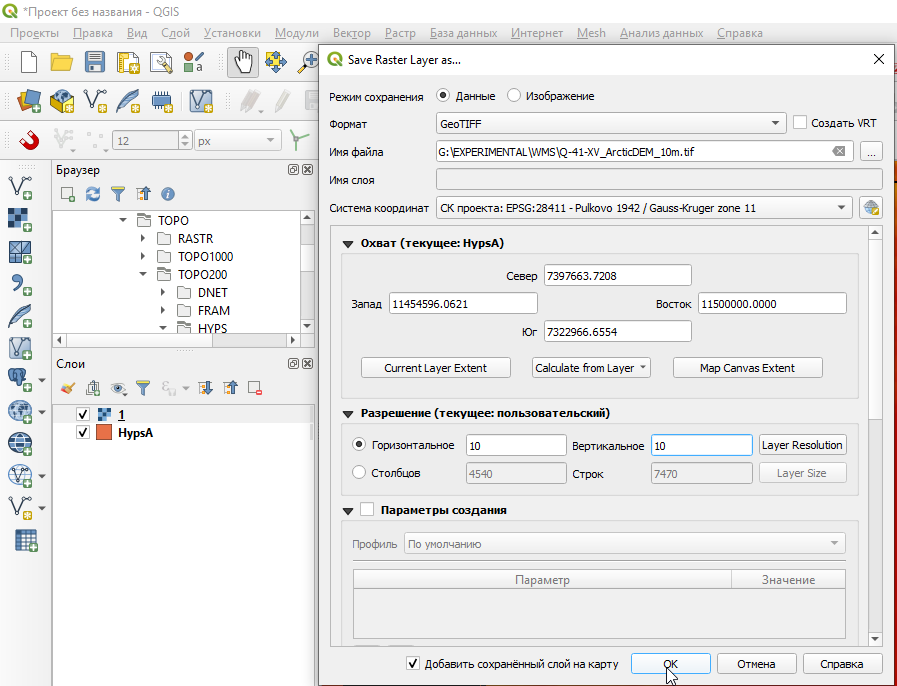 *Проект без названия - QGIS
Проекты Правка Вид Слой Установки Модули Вектор Растр База данных Интернет Mesh Анализ данных Справка
12 px
Браузер
TOPO
RASTR
TOPO1000
TOPO200
DNET
FRAM
HYPS
Слои
1
HypsA
Save Raster Layer as...
Режим сохранения Данные Изображение
Формат GeoTIFF Создать VRT
Имя файла G:\EXPERIMENTAL\WMS\Q-41-XV_ArcticDEM_10m.tif ...
Имя слоя
Система координат СК проекта: EPSG:28411 - Pulkovo 1942 / Gauss-Kruger zone 11
Охват (текущее: HypsA)
Север 7397663.7208
Запад 11454596.0621 Восток 11500000.0000
Юг 7322966.6554
Current Layer Extent Calculate from Layer Map Canvas Extent
Разрешение (текущее: пользовательский)
Горизонтальное 10 Вертикальное 10 Layer Resolution
Столбцов 4540 Строк 7470 Layer Size
Параметры создания
Профиль По умолчанию
Параметр Значение
Добавить сохранённый слой на карту OK Отмена Справка